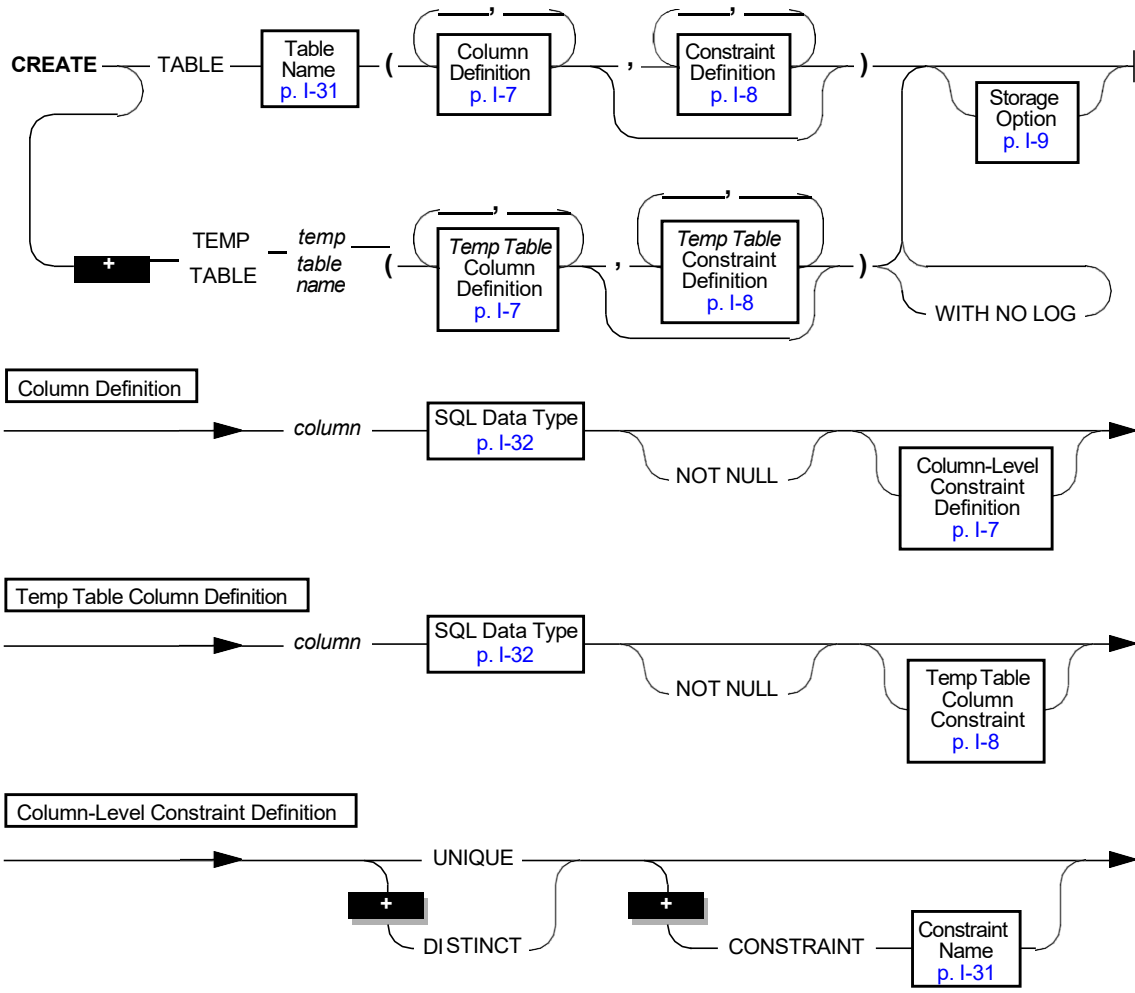 CREATE TABLE Table Name p. I-31 ( Column Definition p. I-7 , Constraint Definition p. I-8 , )
,
Storage Option p. I-9
+ TEMP TABLE temp table name ( Temp Table Column Definition p. I-7 , Temp Table Constraint Definition p. I-8 , )
,
WITH NO LOG
Column Definition
column SQL Data Type p. I-32
NOT NULL
Column-Level
Constraint
Definition
p. I-7
Temp Table Column Definition
column SQL Data Type p. I-32
NOT NULL
Temp Table
Column
Constraint
p. I-8
Column-Level Constraint Definition
UNIQUE
+ +
DISTINCT CONSTRAINT Constraint Name p. I-31